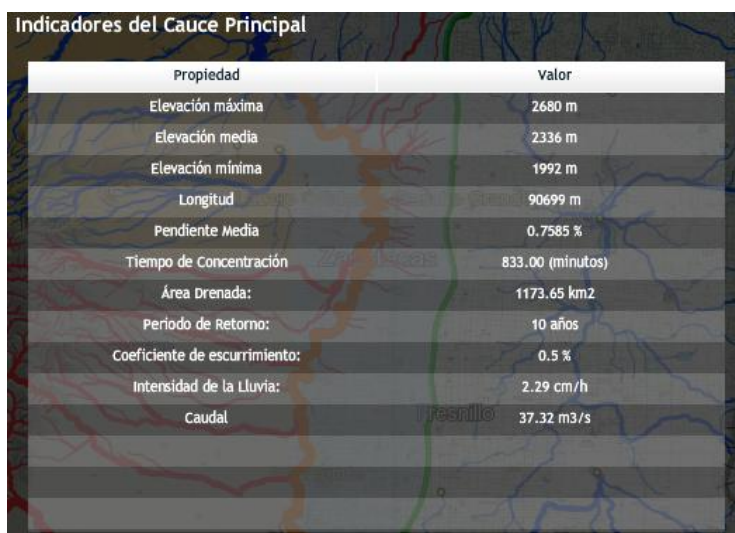 Indicadores del Cauce Principal
Propiedad Valor
Elevación máxima 2680 m
Elevación media 2336 m
Elevación mínima 1992 m
Longitud 90699 m
Pendiente Media 0.7585 %
Tiempo de Concentración 833.00 (minutos)
Área Drenada: 1173.65 km2
Periodo de Retorno: 10 años
Coeficiente de escurrimiento: 0.5 %
Intensidad de la Lluvia: 2.29 cm/h
Caudal 37.32 m3/s
Zacatecas
Fresnillo